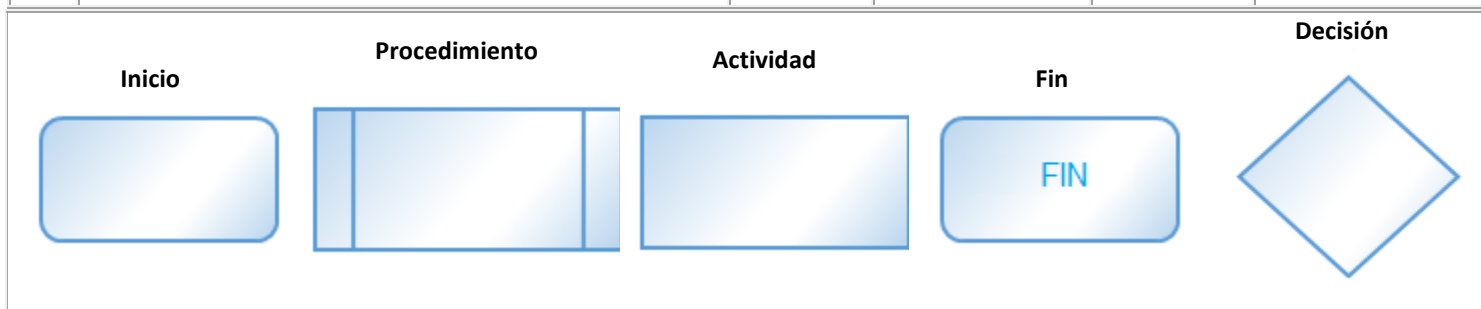 Inicio
Procedimiento
Actividad
Fin
Decisión
FIN